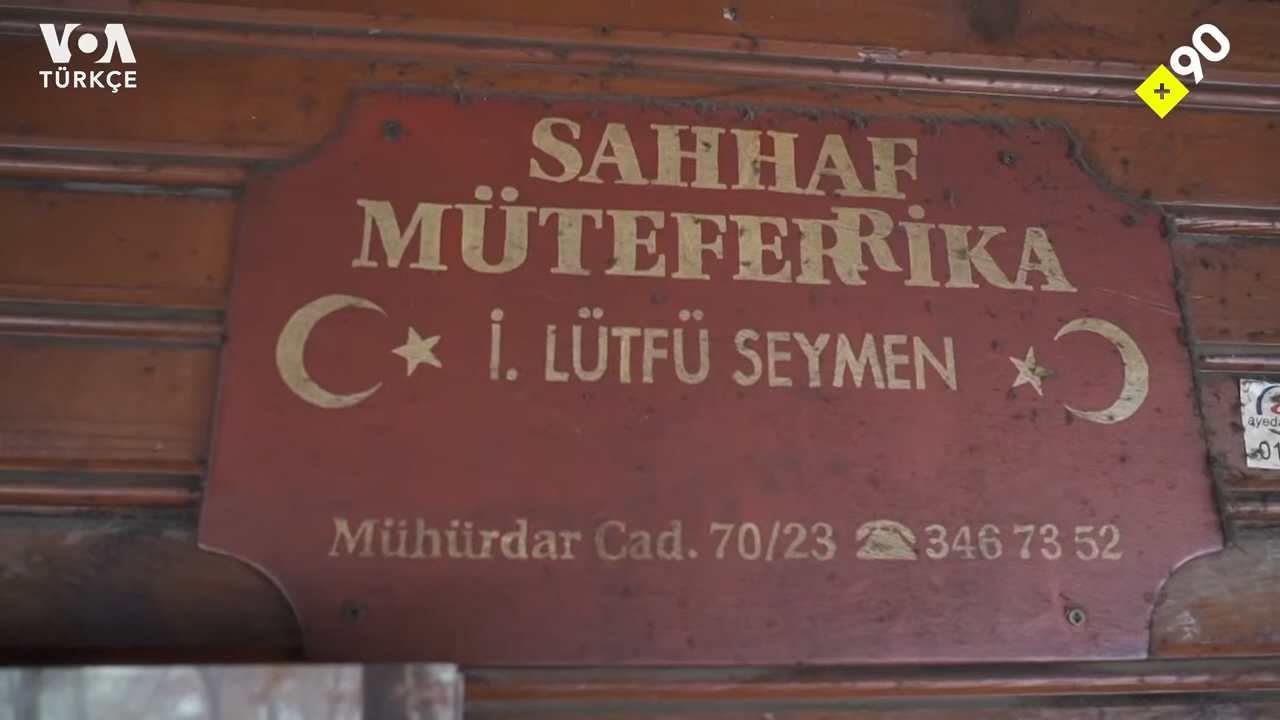 VOA
TÜRKÇE
+90
SAHHAF
MÜTEFERRİKA
İ. LÜTFÜ SEYMEN
Mühürdar Cad. 70/23 ☎ 346 73 52